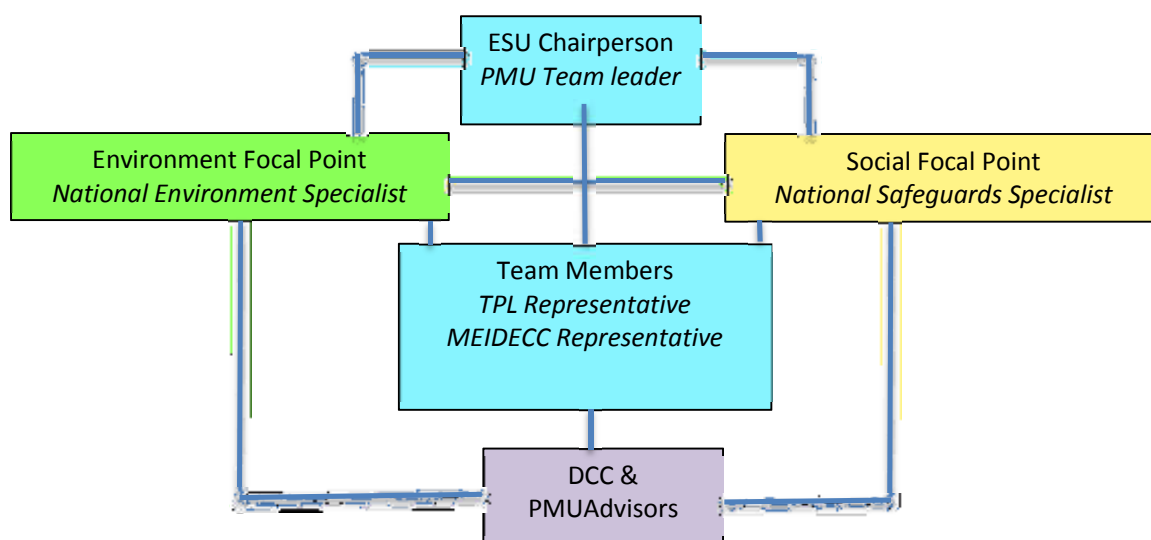 ESU Chairperson
PMU Team leader
Environment Focal Point
National Environment Specialist
Social Focal Point
National Safeguards Specialist
Team Members
TPL Representative
MEIDECC Representative
DCC &
PMUAdvisors